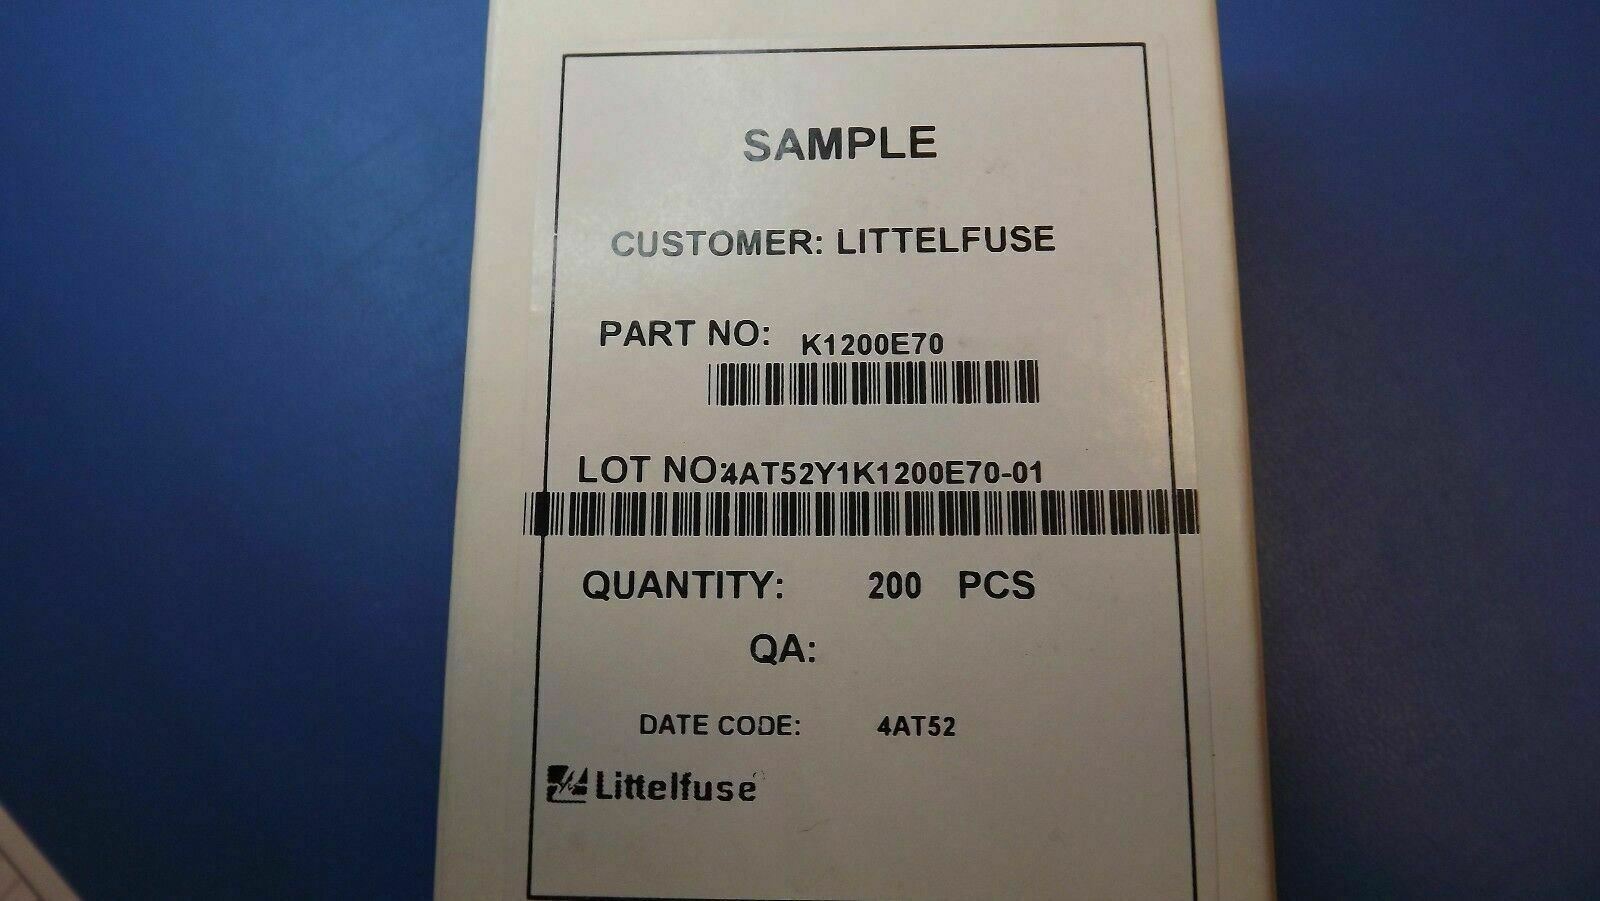 SAMPLE
CUSTOMER: LITTELFUSE
PART NO: K1200E70
LOT NO:4AT52Y1K1200E70-01
QUANTITY: 200 PCS
QA:
DATE CODE: 4AT52
Littelfuse